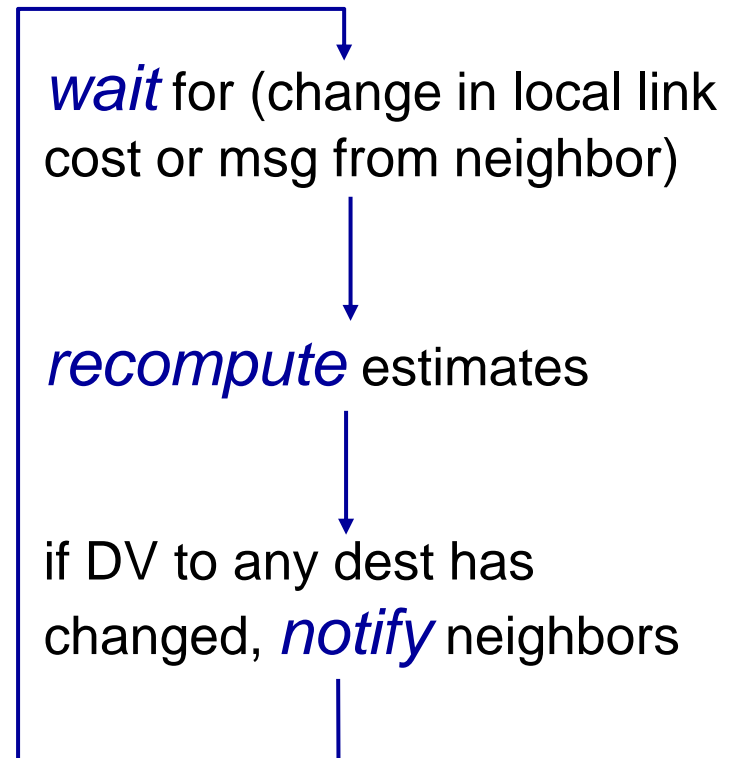 wait for (change in local link
cost or msg from neighbor)
recompute estimates
if DV to any dest has
changed, notify neighbors